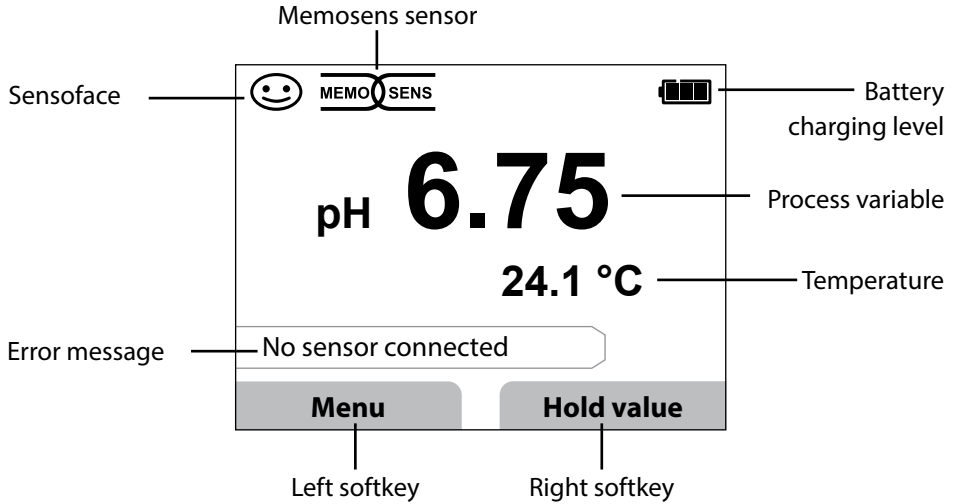 Memosens sensor
Sensoface
MEMO SENS
Battery
charging level
pH 6.75
Process variable
24.1 °C
Temperature
Error message
No sensor connected
Menu
Hold value
Left softkey
Right softkey